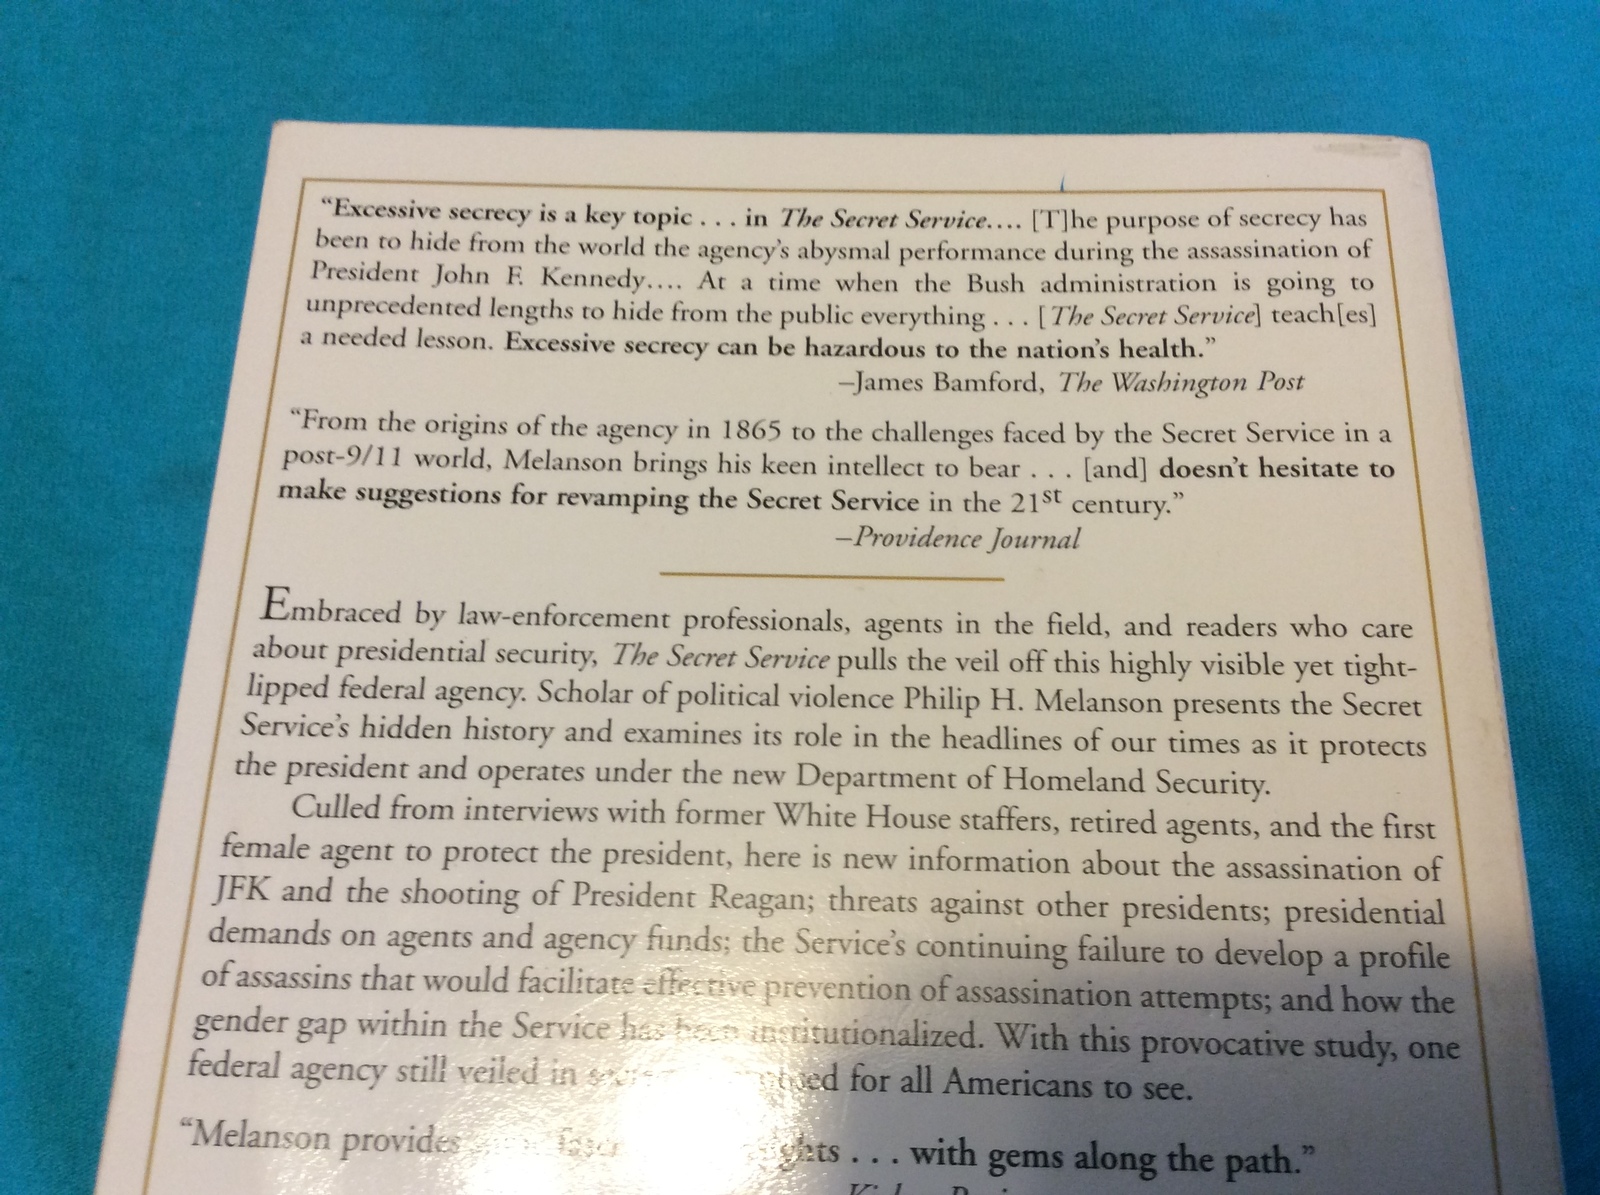 “Excessive secrecy is a key topic . . . in The Secret Service.... [T]he purpose of secrecy has
been to hide from the world the agency’s abysmal performance during the assassination of
President John F. Kennedy.... At a time when the Bush administration is going to
unprecedented lengths to hide from the public everything . . . [The Secret Service] teach[es]
a needed lesson. Excessive secrecy can be hazardous to the nation’s health.”
–James Bamford, The Washington Post
“From the origins of the agency in 1865 to the challenges faced by the Secret Service in a
post-9/11 world, Melanson brings his keen intellect to bear . . . [and] doesn’t hesitate to
make suggestions for revamping the Secret Service in the 21st century.”
–Providence Journal
Embraced by law-enforcement professionals, agents in the field, and readers who care
about presidential security, The Secret Service pulls the veil off this highly visible yet tight-
lipped federal agency. Scholar of political violence Philip H. Melanson presents the Secret
Service’s hidden history and examines its role in the headlines of our times as it protects
the president and operates under the new Department of Homeland Security.
Culled from interviews with former White House staffers, retired agents, and the first
female agent to protect the president, here is new information about the assassination of
JFK and the shooting of President Reagan; threats against other presidents; presidential
demands on agents and agency funds; the Service’s continuing failure to develop a profile
of assassins that would facilitate effective prevention of assassination attempts; and how the
gender gap within the Service has been institutionalized. With this provocative study, one
federal agency still veiled in for all Americans to see.
“Melanson provides . . . with gems along the path.”